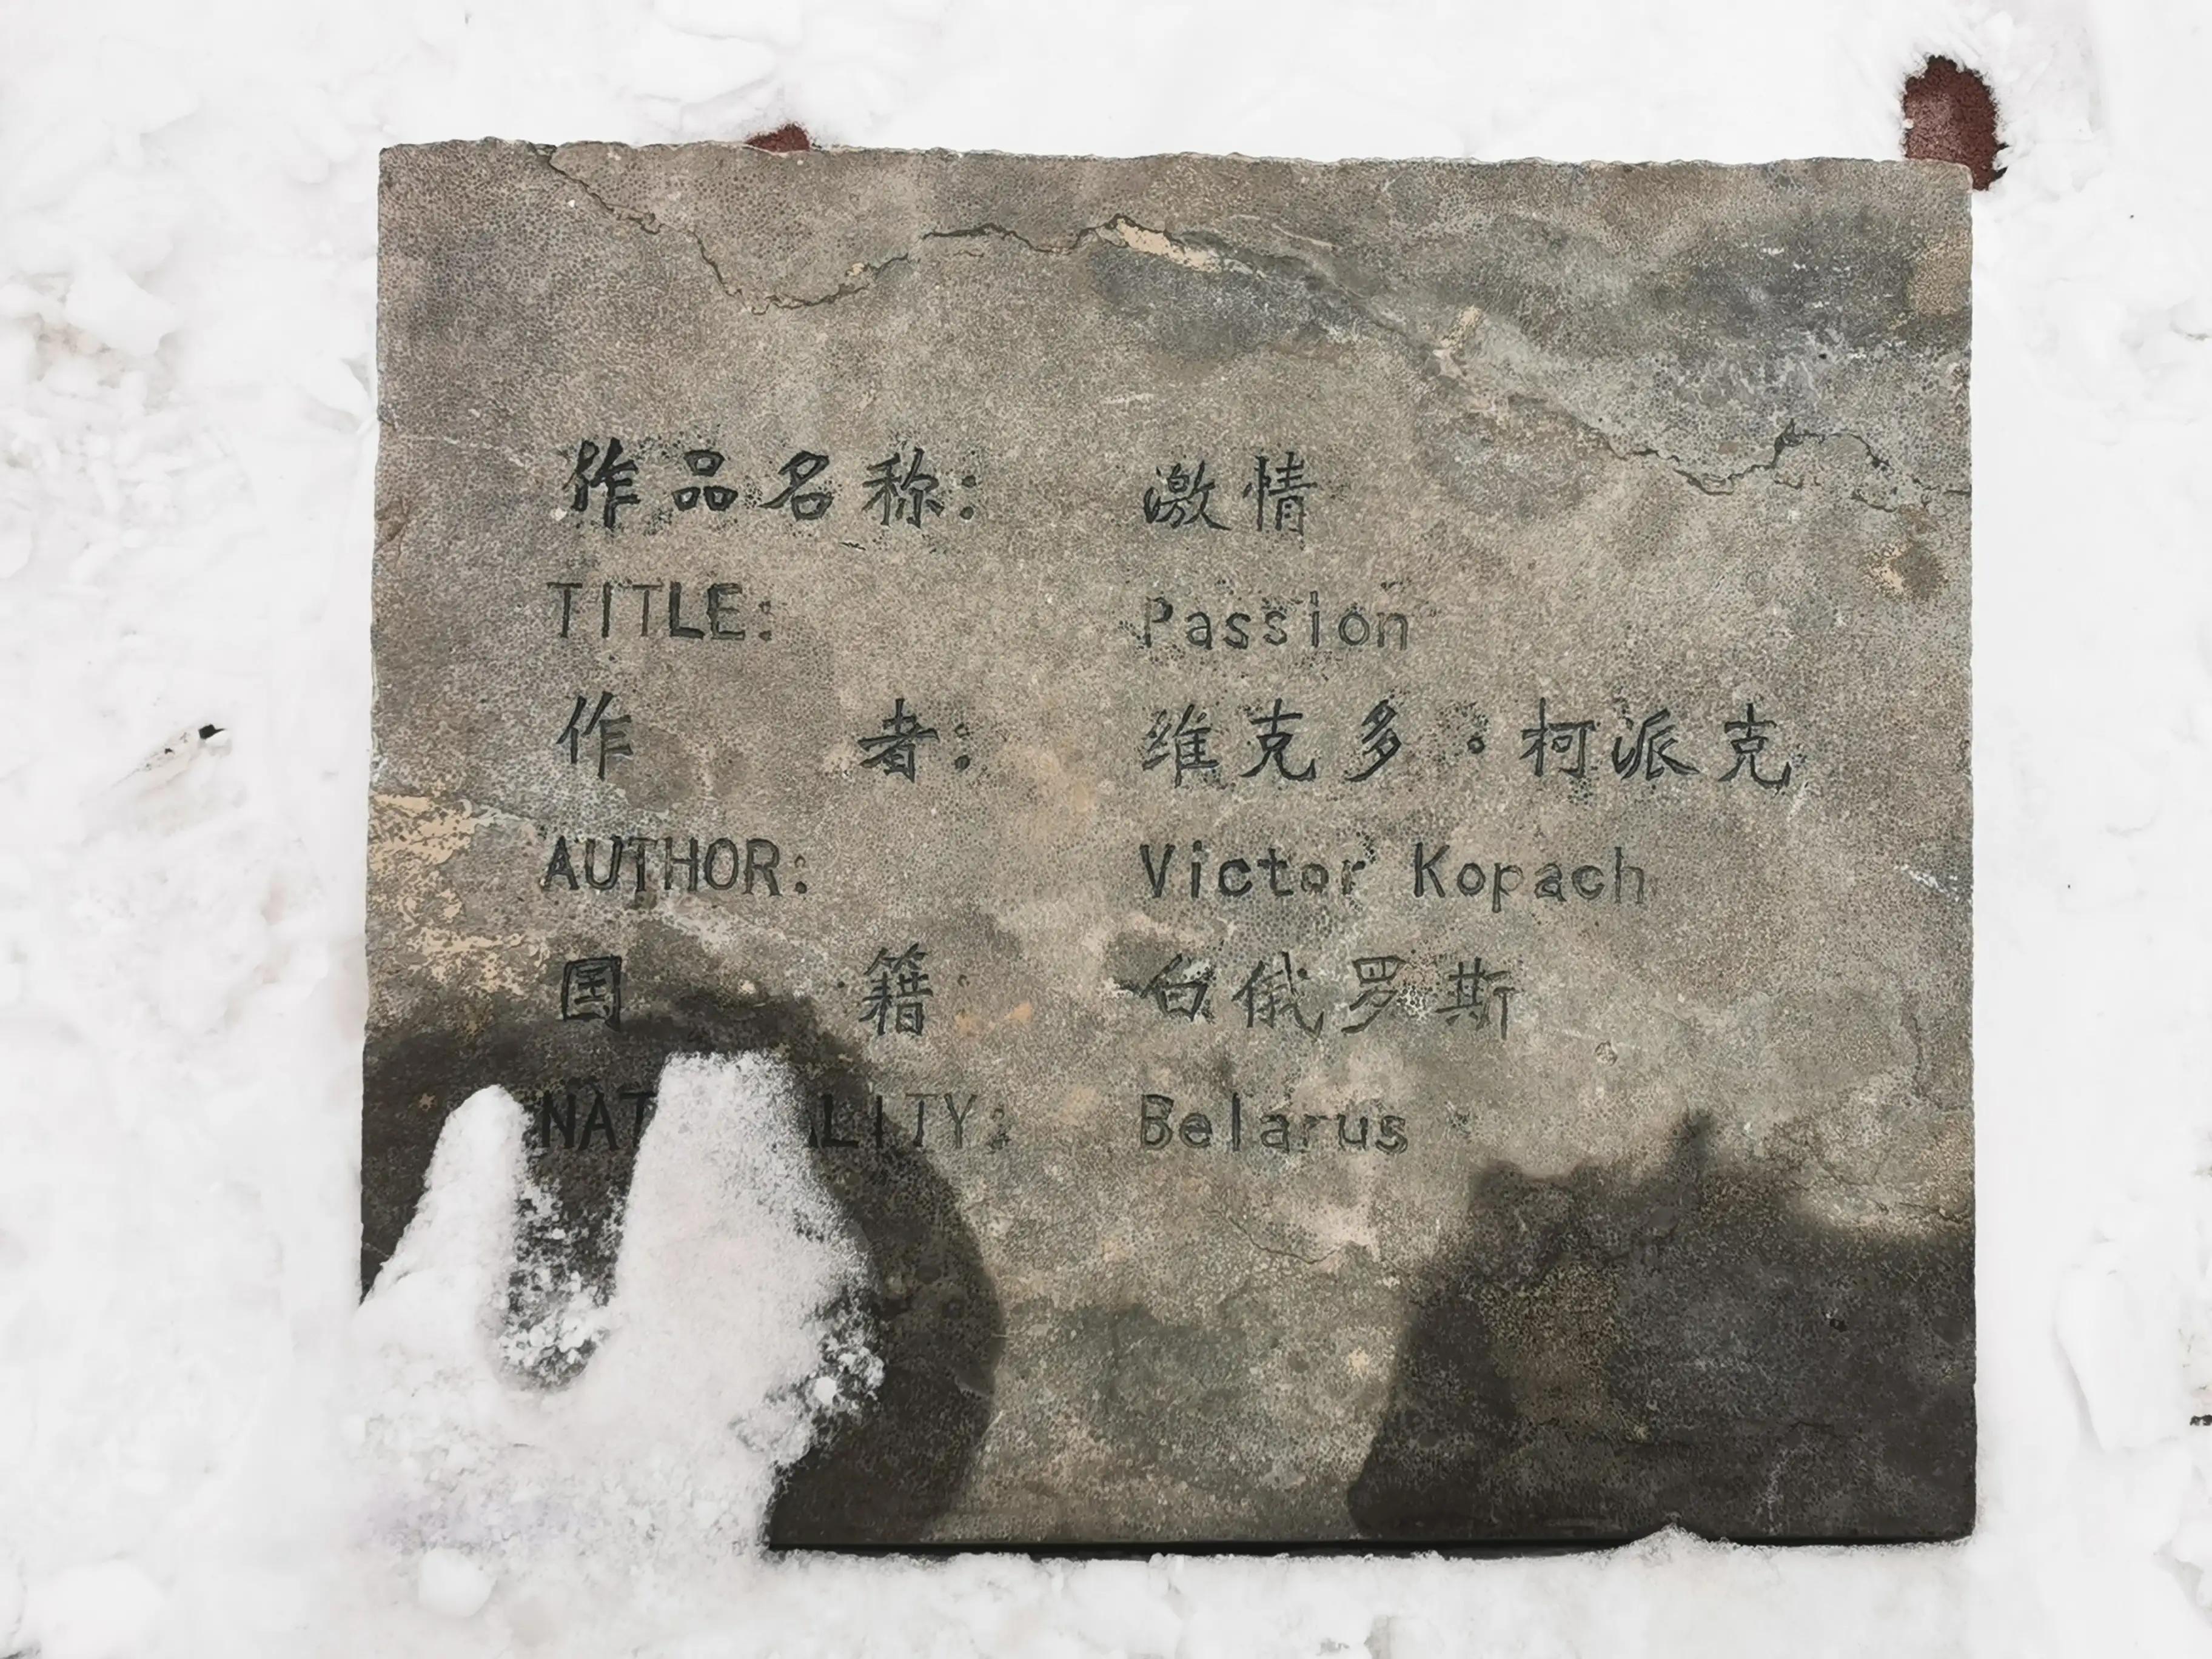 作品名称： 激情
TITLE: Passion
作者： 维克多·柯派克
AUTHOR: Victor Kopach
国籍 白俄罗斯
Belarus